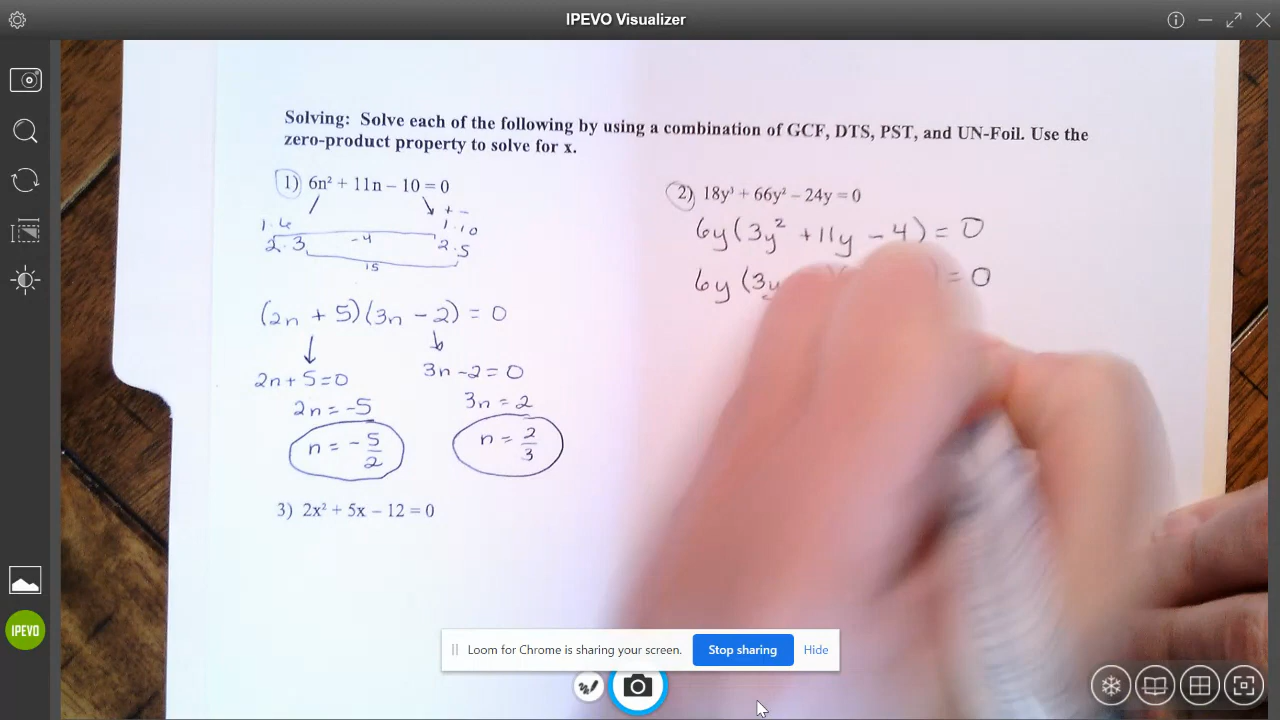 IPEVO Visualizer
Solving: Solve each of the following by using a combination of GCF, DTS, PST, and UN-Foil. Use the
zero-product property to solve for x.
1) 6n² + 11n – 10 = 0
+ -
1·6 1·10
2·3 -4 2·5
15
(2n + 5)(3n - 2) = 0
2n+5=0 3n-2=0
2n = -5 3n = 2
n = -5/2 n = 2/3
3) 2x² + 5x – 12 = 0
2) 18y³ + 66y² – 24y = 0
6y(3y² + 11y - 4) = 0
6y(3y )( ) = 0
Loom for Chrome is sharing your screen. Stop sharing Hide
IPEVO